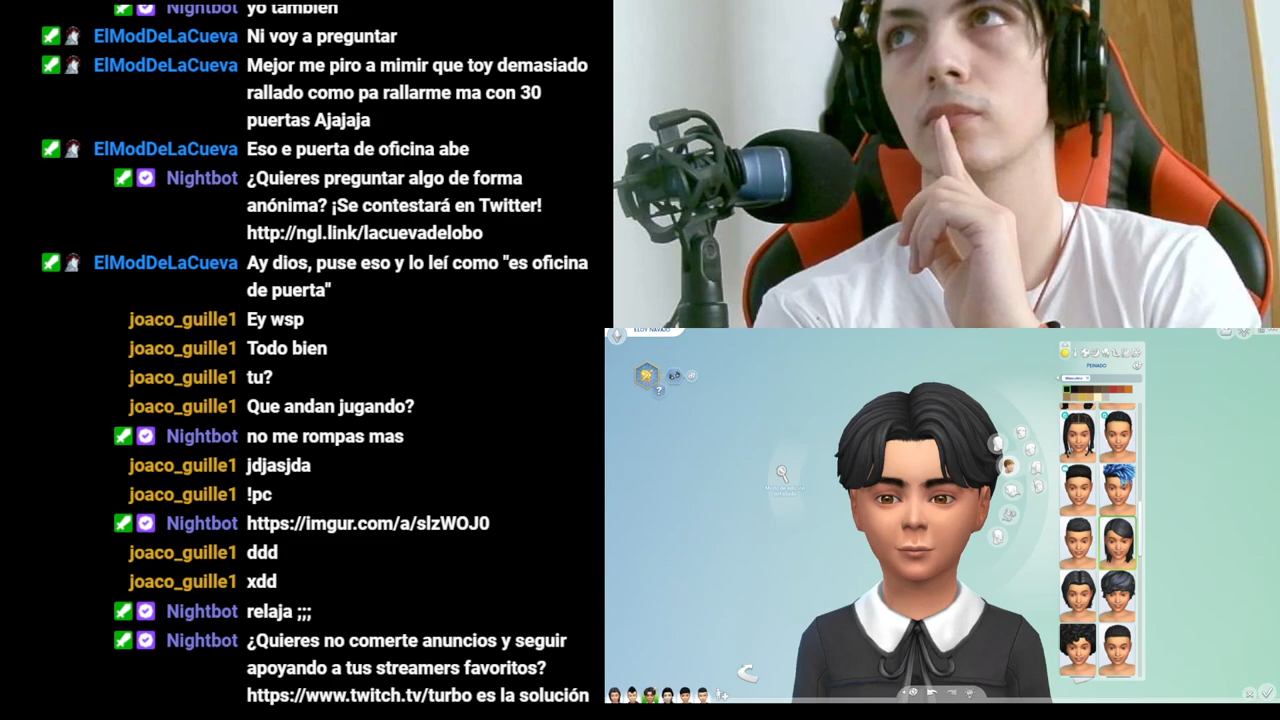 Nightbot yo también
ElModDeLaCueva Ni voy a preguntar
ElModDeLaCueva Mejor me piro a mimir que toy demasiado
rallado como pa rallarme ma con 30
puertas Ajajaja
ElModDeLaCueva Eso e puerta de oficina abe
Nightbot ¿Quieres preguntar algo de forma
anónima? ¡Se contestará en Twitter!
http://ngl.link/lacuevadelobo
ElModDeLaCueva Ay dios, puse eso y lo leí como "es oficina
de puerta"
joaco_guille1 Ey wsp
joaco_guille1 Todo bien
joaco_guille1 tu?
joaco_guille1 Que andan jugando?
Nightbot no me rompas mas
joaco_guille1 jdjasjda
joaco_guille1 !pc
Nightbot https://imgur.com/a/slzWOJ0
joaco_guille1 ddd
joaco_guille1 xdd
Nightbot relaja ;;;
Nightbot ¿Quieres no comerte anuncios y seguir
apoyando a tus streamers favoritos?
https://www.twitch.tv/turbo es la solución
ELOY NAVAJO
PEINADO
Masculino